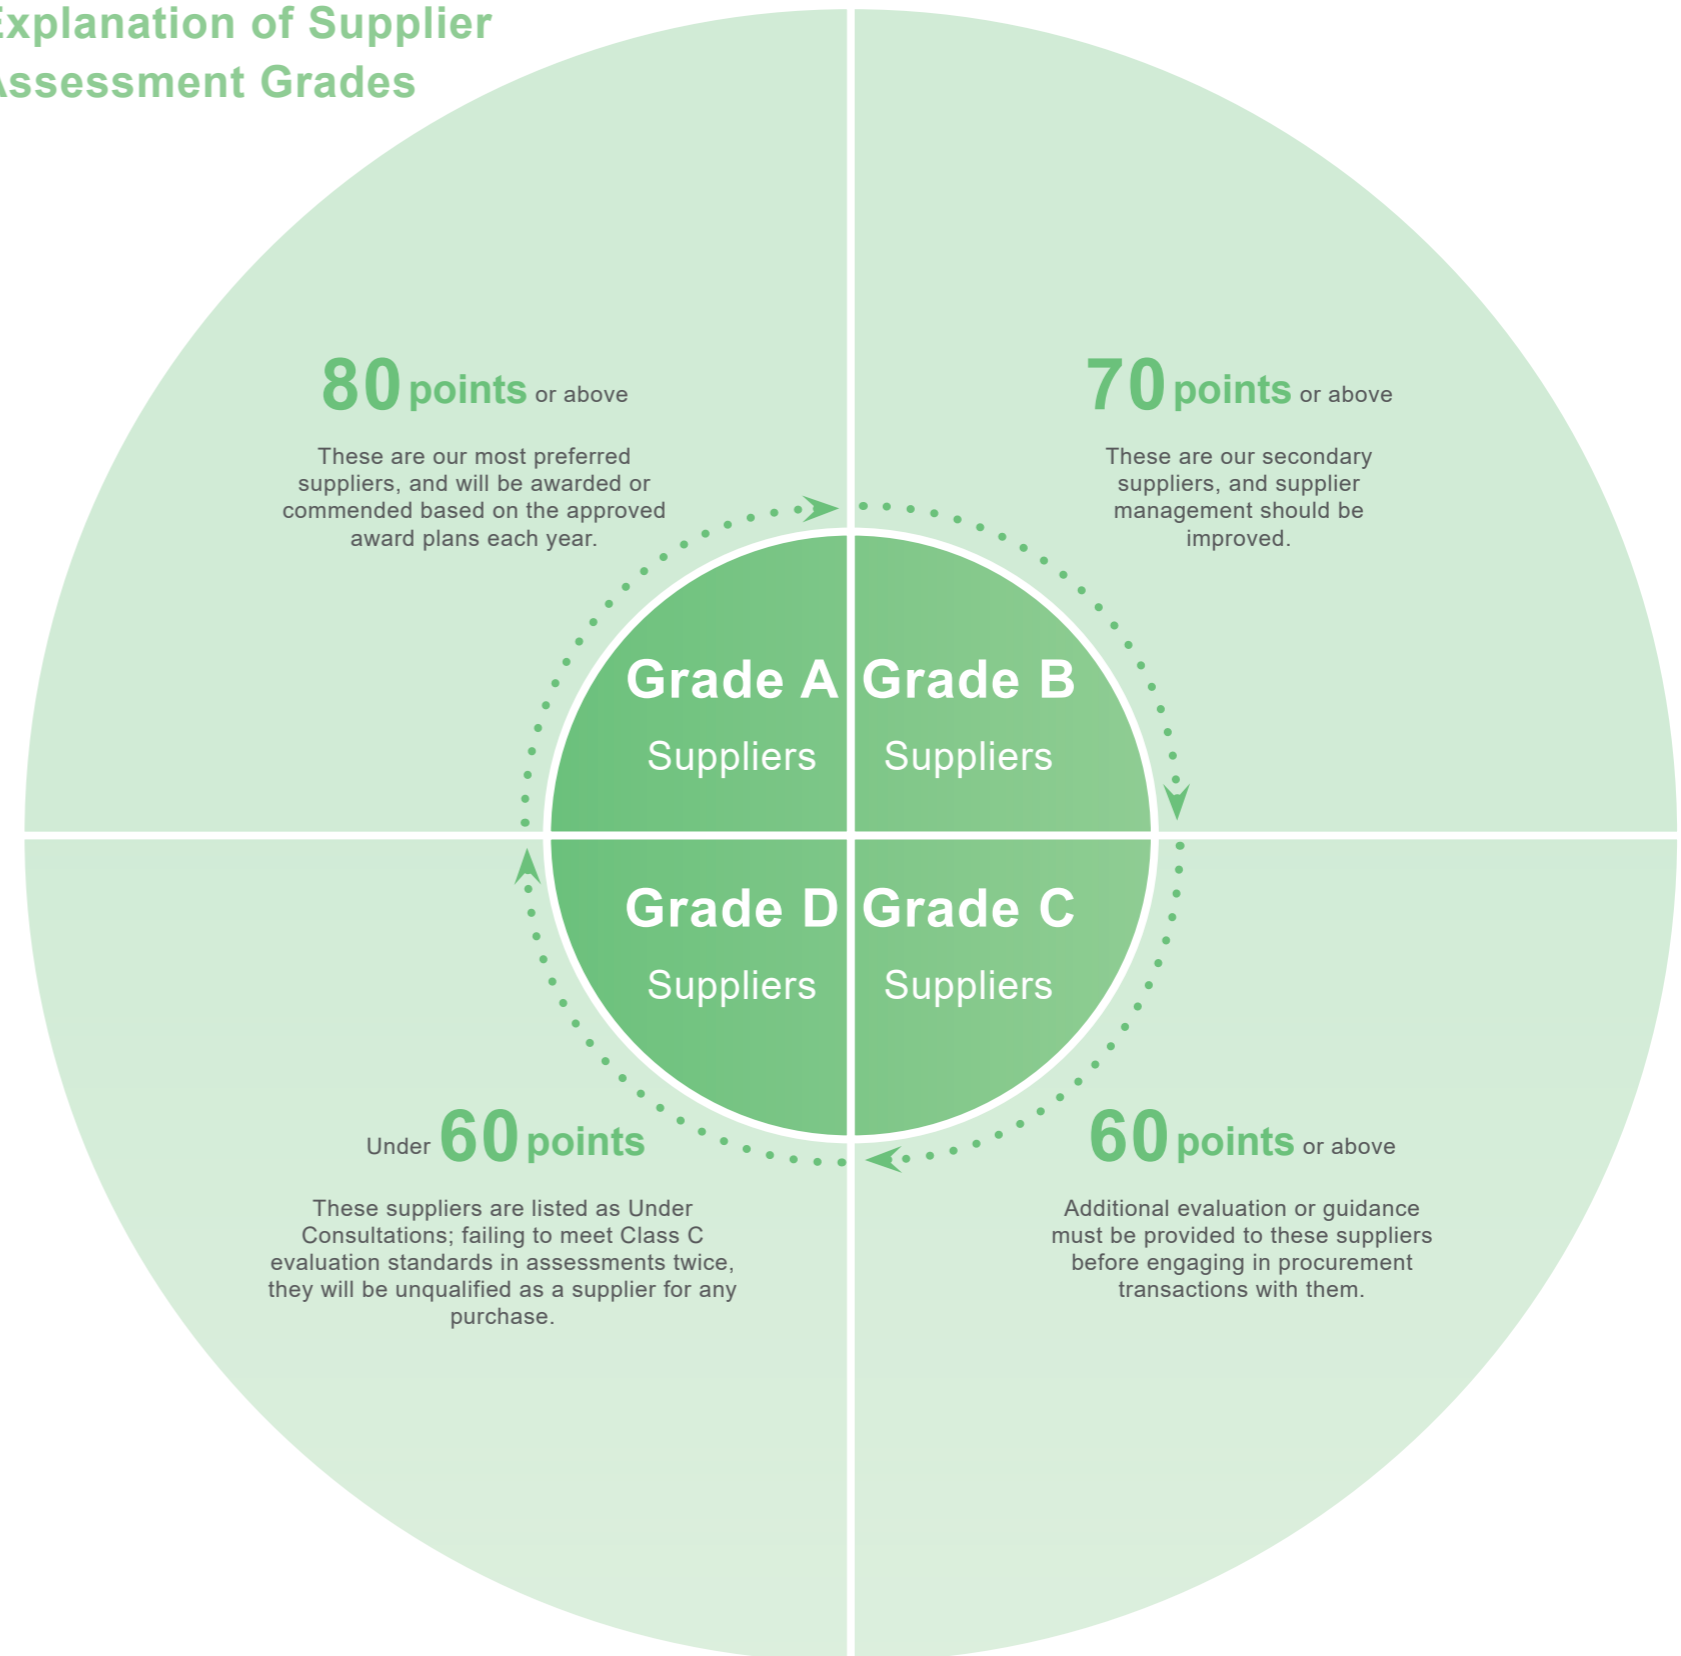 Explanation of Supplier
Assessment Grades
80 points or above
These are our most preferred
suppliers, and will be awarded or
commended based on the approved
award plans each year.
70 points or above
These are our secondary
suppliers, and supplier
management should be
improved.
Grade A
Suppliers
Grade B
Suppliers
Grade D
Suppliers
Grade C
Suppliers
Under 60 points
These suppliers are listed as Under
Consultations; failing to meet Class C
evaluation standards in assessments twice,
they will be unqualified as a supplier for any
purchase.
60 points or above
Additional evaluation or guidance
must be provided to these suppliers
before engaging in procurement
transactions with them.